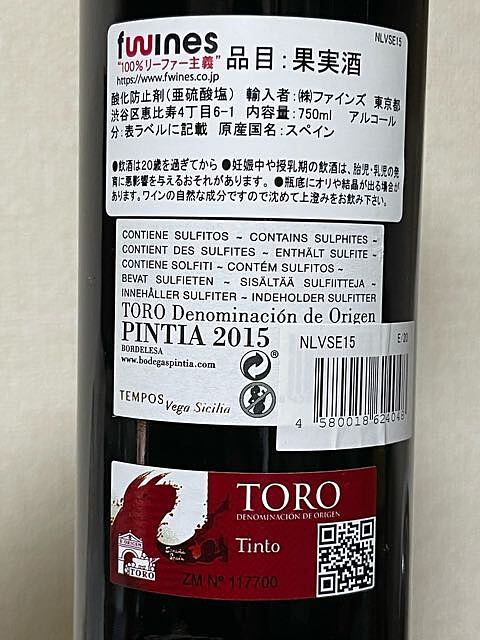 NLVSE15
fwines
"100%リーファー主義"
https://www.fwines.co.jp
品目：果実酒
酸化防止剤（亜硫酸塩） 輸入者：㈱ファインズ 東京都
渋谷区恵比寿4丁目6−1 内容量：750ml アルコール
分：表ラベルに記載 原産国名：スペイン
●飲酒は20歳を過ぎてから ●妊娠中や授乳期の飲酒は、胎児・乳児の発
育に悪影響を与えるおそれがあります。 ●瓶底にオリや結晶が出る場合が
あります。ワインの自然な成分ですので沈めて上澄みをお飲み下さい。
CONTIENE SULFITOS ~ CONTAINS SULPHITES ~
CONTIENT DES SULFITES ~ ENTHÄLT SULFITE ~
CONTIENE SOLFITI ~ CONTÉM SULFITOS ~
BEVAT SULFIETEN ~ SISÄLTÄÄ SULFIITTEJA ~
INNEHÅLLER SULFITER ~ INDEHOLDER SULFITTER
TORO Denominación de Origen
PINTIA 2015
BORDELESA
www.bodegaspintia.com
TEMPOS Vega Sicilia
NLVSE15
E/20
4 580018 624048
TORO
DENOMINACIÓN DE ORIGEN
Tinto
TORO
ZM Nº 117700